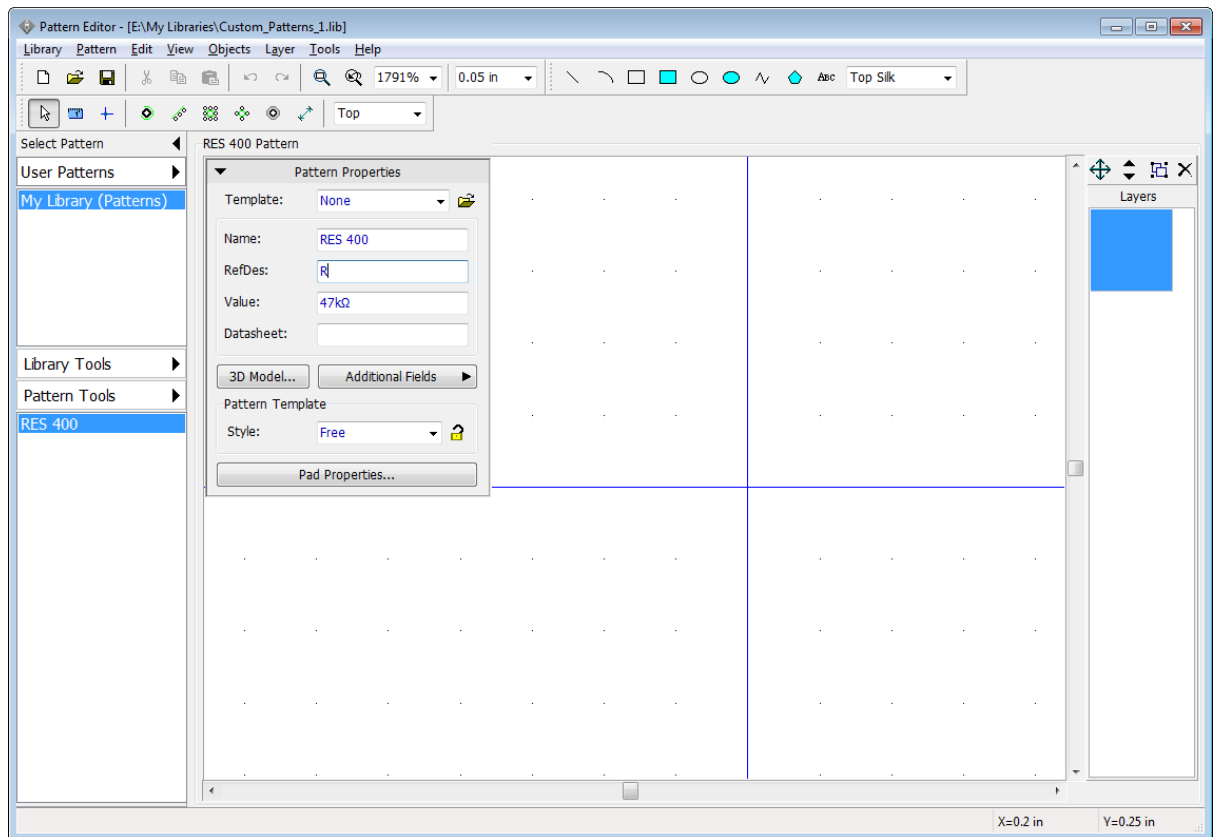 Pattern Editor - [E:\My Libraries\Custom_Patterns_1.lib]
Library Pattern Edit View Objects Layer Tools Help
1791% 0.05 in ABC Top Silk
Top
Select Pattern
RES 400 Pattern
User Patterns
My Library (Patterns)
Library Tools
Pattern Tools
RES 400
Pattern Properties
Template: None
Name: RES 400
RefDes: R
Value: 47kΩ
Datasheet:
3D Model... Additional Fields
Pattern Template
Style: Free
Pad Properties...
Layers
X=0.2 in Y=0.25 in